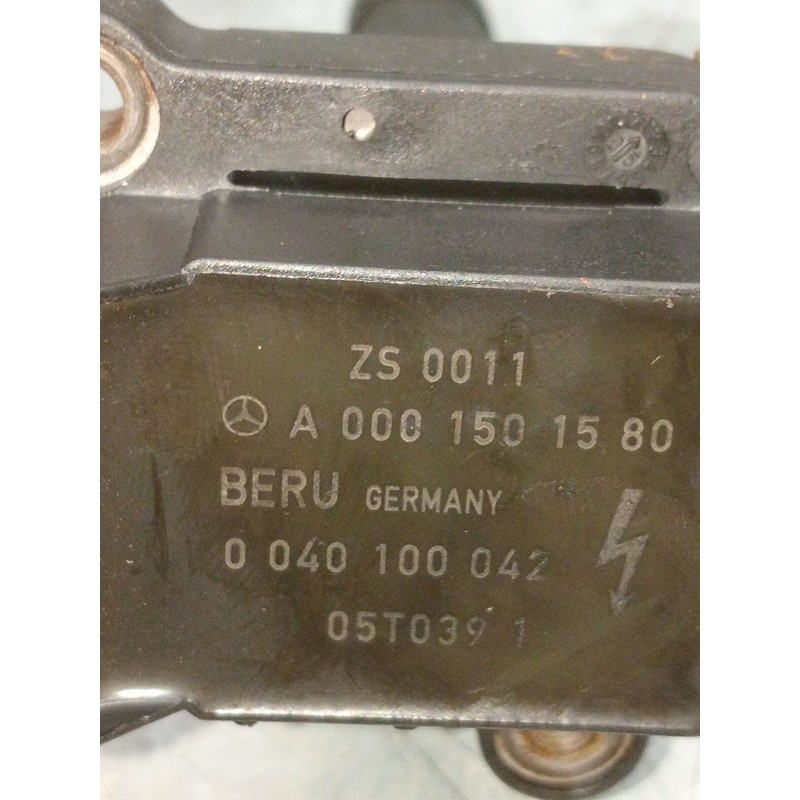 ZS 0011
A 000 150 15 80
BERU GERMANY
0 040 100 042
05T039 1